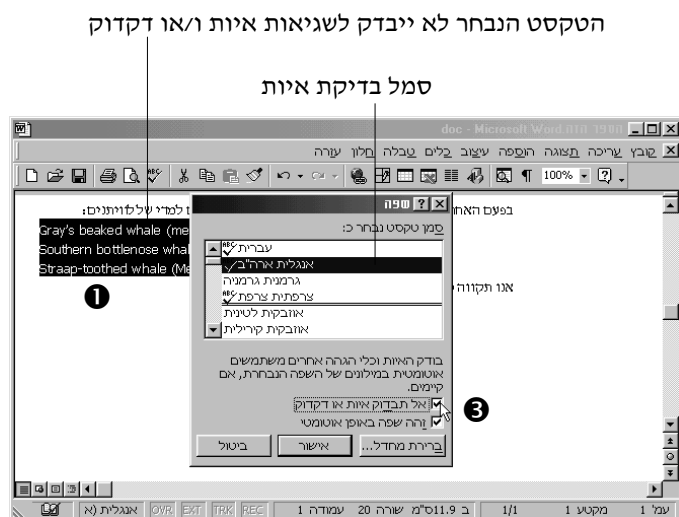 הטקסט הנבחר לא ייבדק לשגיאות איות ו/או דקדוק
סמל בדיקת איות
doc - Microsoft Word
קובץ עריכה תצוגה הוספה עיצוב כלים טבלה חלון עזרה
100%
שפה
בפעם האחר
ז למדי של לויתנים:
Gray's beaked whale (me
Southern bottlenose whal
Straap-toothed whale (Me
אנו תקווה
סמן טקסט נבחר כ:
עברית
אנגלית ארה"ב
גרמנית גרמניה
צרפתית צרפת
אוזבקית לטינית
אוזבקית קירילית
בודק האיות וכלי הגהה אחרים משתמשים
אוטומטית במילונים של השפה הנבחרת, אם
קיימים.
אל תבדוק איות או דקדוק
זהה שפה באופן אוטומטי
ברירת מחדל... אישור ביטול
1
3
עמ' 1 מקטע 1 1/1 ב 11.9ס"מ שורה 20 עמודה 1 REC TRK EXT OVR אנגלית (א